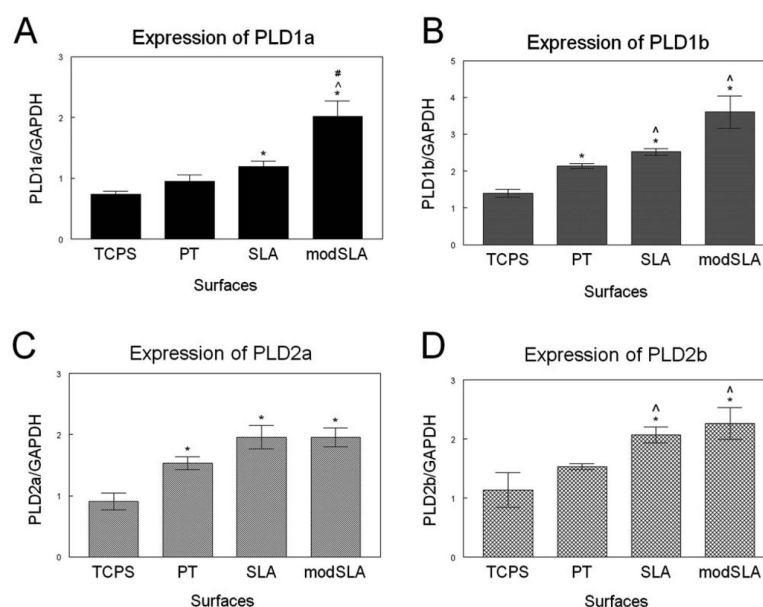 A
Expression of PLD1a
PLD1a/GAPDH
3
2
1
0
*
#
^
*
TCPS PT SLA modSLA
Surfaces
B
Expression of PLD1b
PLD1b/GAPDH
5
4
3
2
1
0
*
^
*
^
*
TCPS PT SLA modSLA
Surfaces
C
Expression of PLD2a
PLD2a/GAPDH
3
2
1
0
* * *
TCPS PT SLA modSLA
Surfaces
D
Expression of PLD2b
PLD2b/GAPDH
3
2
1
0
^
*
^
*
TCPS PT SLA modSLA
Surfaces